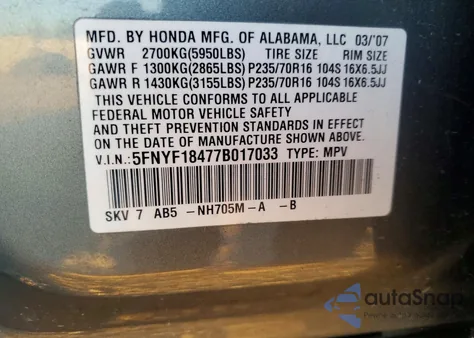 MFD. BY HONDA MFG. OF ALABAMA, LLC 03/'07
GVWR 2700KG(5950LBS) TIRE SIZE RIM SIZE
GAWR F 1300KG(2865LBS) P235/70R16 104S 16X6.5JJ
GAWR R 1430KG(3155LBS) P235/70R16 104S 16X6.5JJ
THIS VEHICLE CONFORMS TO ALL APPLICABLE
FEDERAL MOTOR VEHICLE SAFETY
AND THEFT PREVENTION STANDARDS IN EFFECT
ON THE DATE OF MANUFACTURE SHOWN ABOVE.
V.I.N: 5FNYF18477B017033 TYPE: MPV
SKV 7 AB5 -NH705M-A -B
autoSnap